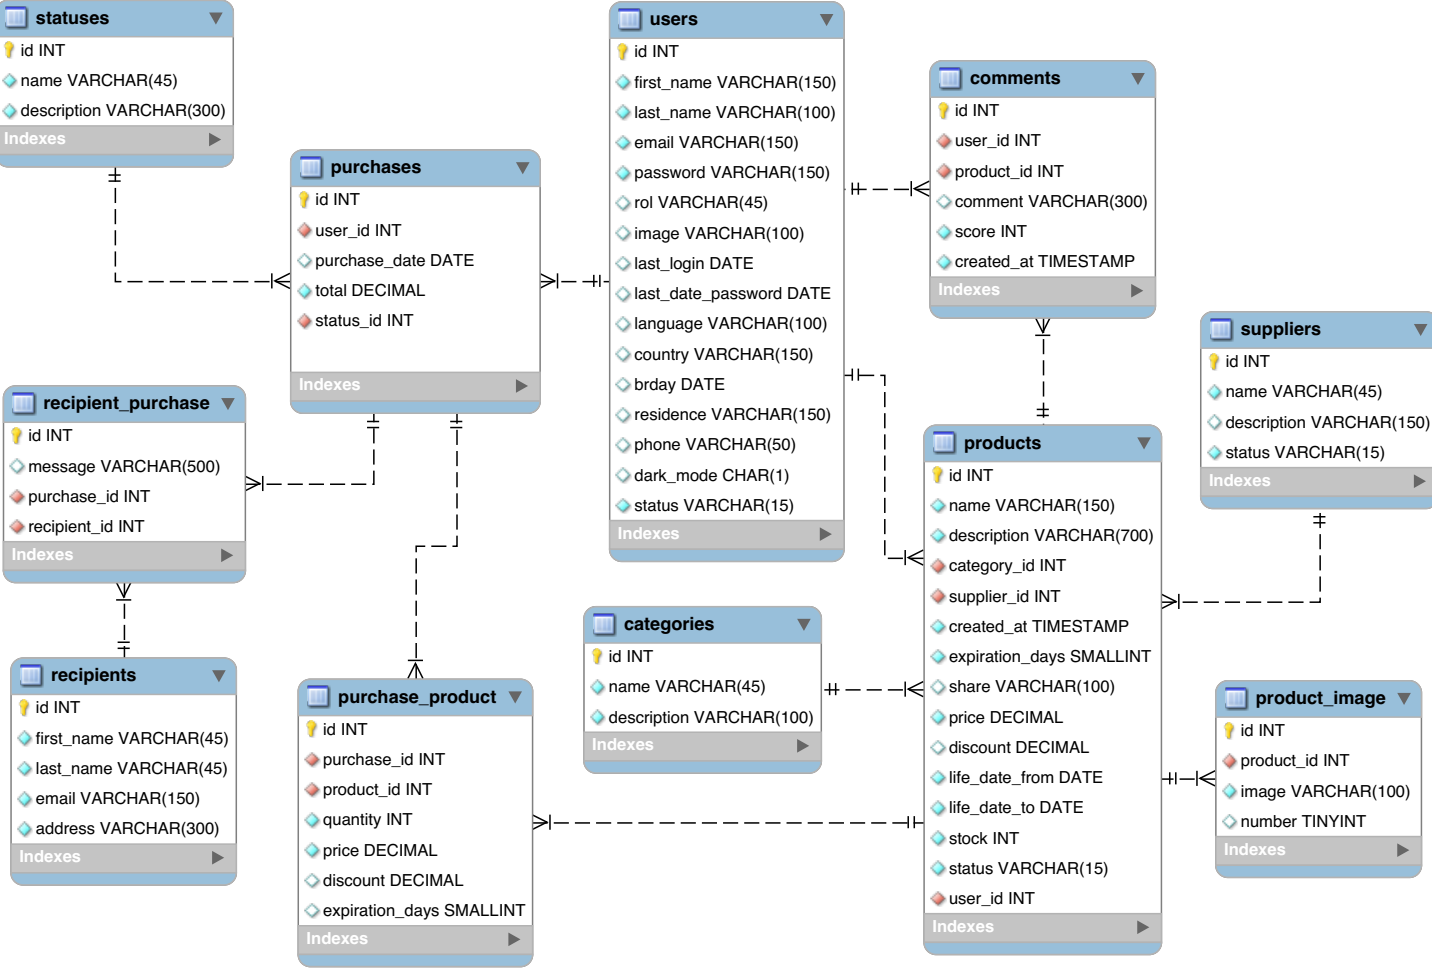 statuses
id INT
name VARCHAR(45)
description VARCHAR(300)
Indexes
purchases
id INT
user_id INT
purchase_date DATE
total DECIMAL
status_id INT
Indexes
users
id INT
first_name VARCHAR(150)
last_name VARCHAR(100)
email VARCHAR(150)
password VARCHAR(150)
rol VARCHAR(45)
image VARCHAR(100)
last_login DATE
last_date_password DATE
language VARCHAR(100)
country VARCHAR(150)
brday DATE
residence VARCHAR(150)
phone VARCHAR(50)
dark_mode CHAR(1)
status VARCHAR(15)
Indexes
comments
id INT
user_id INT
product_id INT
comment VARCHAR(300)
score INT
created_at TIMESTAMP
Indexes
suppliers
id INT
name VARCHAR(45)
description VARCHAR(150)
status VARCHAR(15)
Indexes
recipient_purchase
id INT
message VARCHAR(500)
purchase_id INT
recipient_id INT
Indexes
products
id INT
name VARCHAR(150)
description VARCHAR(700)
category_id INT
supplier_id INT
created_at TIMESTAMP
expiration_days SMALLINT
share VARCHAR(100)
price DECIMAL
discount DECIMAL
life_date_from DATE
life_date_to DATE
stock INT
status VARCHAR(15)
user_id INT
Indexes
categories
id INT
name VARCHAR(45)
description VARCHAR(100)
Indexes
recipients
id INT
first_name VARCHAR(45)
last_name VARCHAR(45)
email VARCHAR(150)
address VARCHAR(300)
Indexes
purchase_product
id INT
purchase_id INT
product_id INT
quantity INT
price DECIMAL
discount DECIMAL
expiration_days SMALLINT
Indexes
product_image
id INT
product_id INT
image VARCHAR(100)
number TINYINT
Indexes